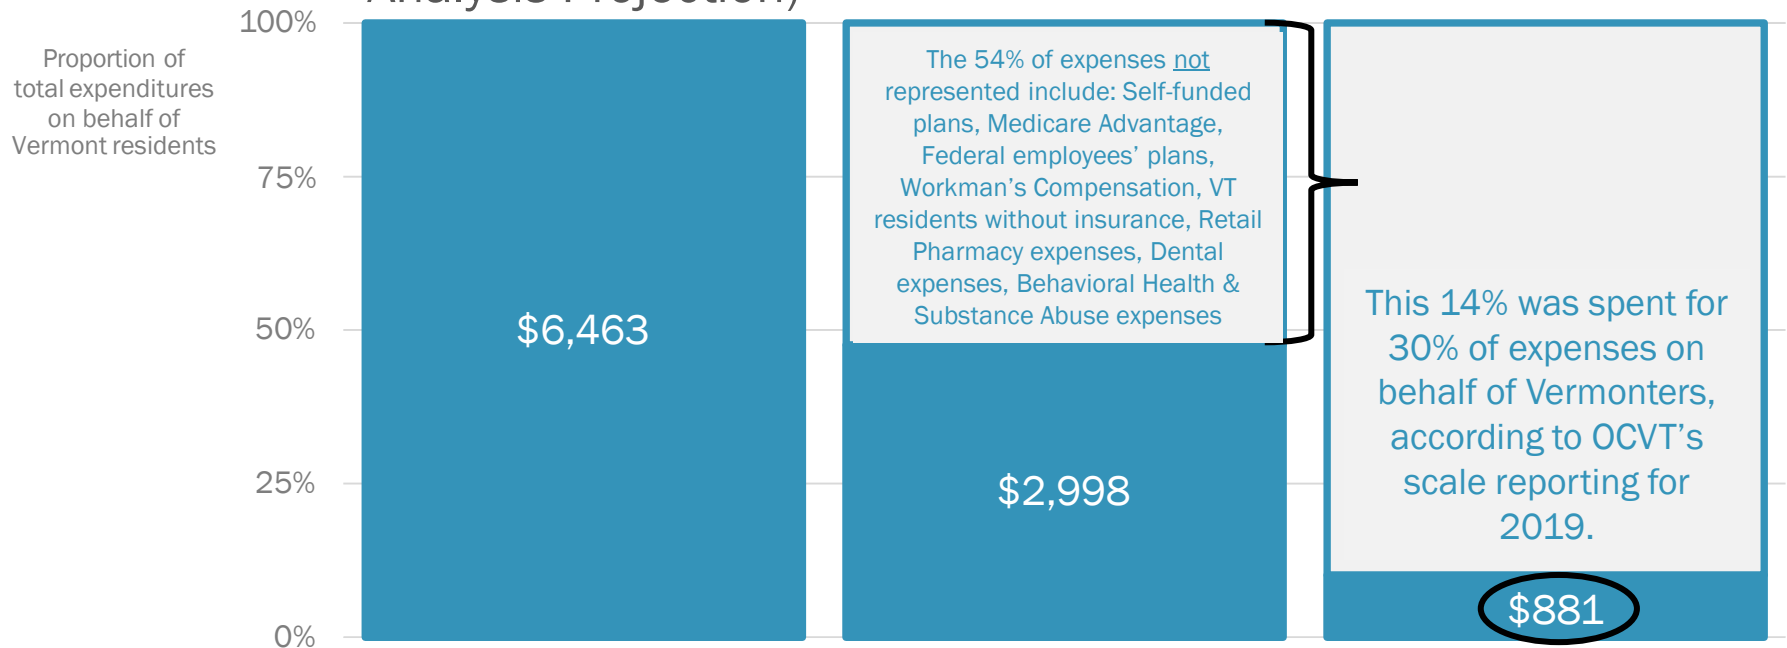 Analysis Projection)
100%
75%
50%
25%
0%
Proportion of
total expenditures
on behalf of
Vermont residents
$6,463
The 54% of expenses not
represented include: Self-funded
plans, Medicare Advantage,
Federal employees’ plans,
Workman’s Compensation, VT
residents without insurance, Retail
Pharmacy expenses, Dental
expenses, Behavioral Health &
Substance Abuse expenses
$2,998
This 14% was spent for
30% of expenses on
behalf of Vermonters,
according to OCVT’s
scale reporting for
2019.
$881